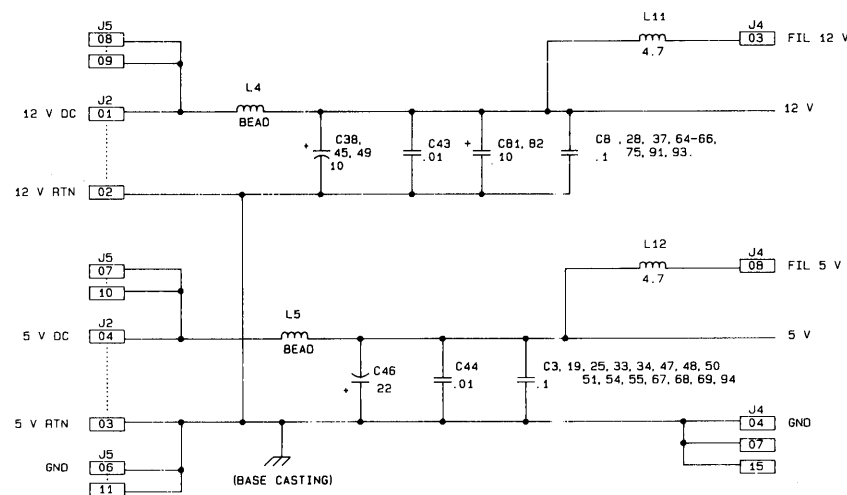 J5
08
09
J2
12 V DC 01
12 V RTN 02
L4
BEAD
+ C38,
45, 49
10
C43
.01
+ C81, 82
10
C8 , 28, 37, 64-66,
75, 91, 93.
.1
L11
4.7
J4
03 FIL 12 V
12 V
J5
07
10
J2
5 V DC 04
5 V RTN 03
J5
GND 06
11
L5
BEAD
C46
+ 22
C44
.01
C3, 19, 25, 33, 34, 47, 48, 50
51, 54, 55, 67, 68, 69, 94
.1
L12
4.7
J4
08 FIL 5 V
5 V
J4
04 GND
07
15
(BASE CASTING)